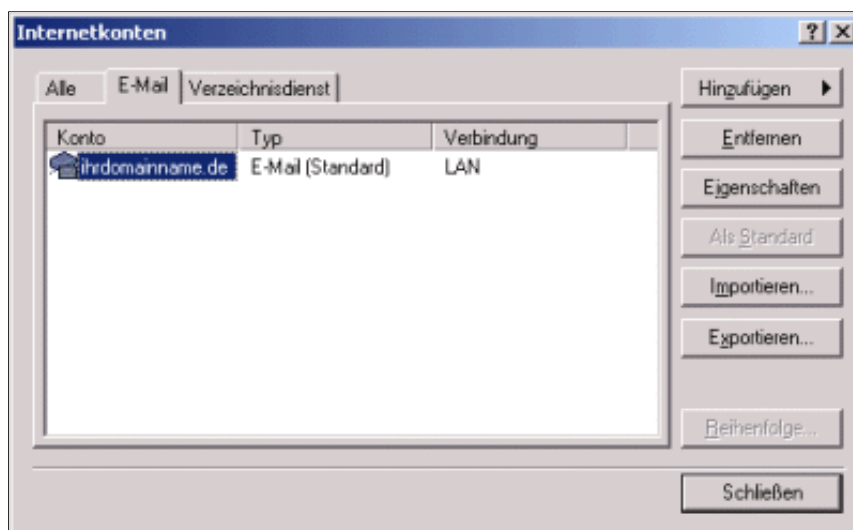 Internetkonten
Alle E-Mail Verzeichnisdienst
Konto Typ Verbindung
ihrdomainname.de E-Mail (Standard) LAN
Hinzufügen
Entfernen
Eigenschaften
Als Standard
Importieren...
Exportieren...
Reihenfolge...
Schließen